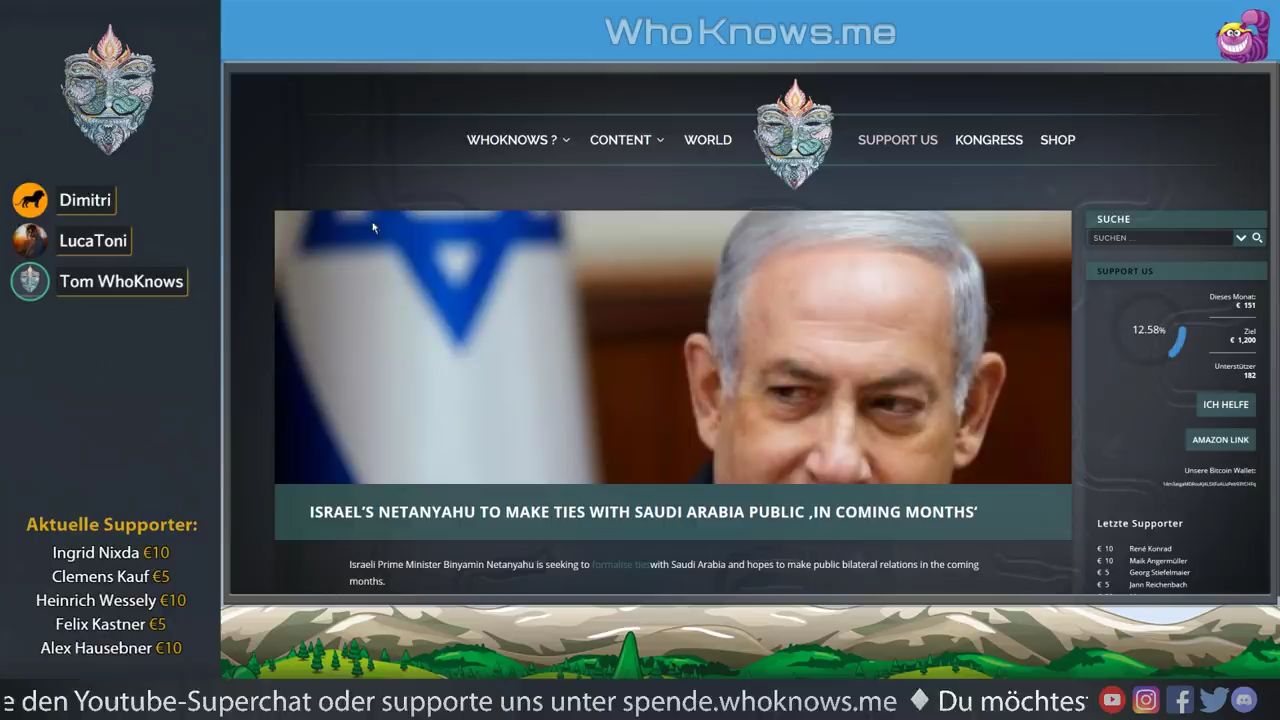 WhoKnows.me
Dimitri
LucaToni
Tom WhoKnows
Aktuelle Supporter:
Ingrid Nixda €10
Clemens Kauf €5
Heinrich Wessely €10
Felix Kastner €5
Alex Hausebner €10
WHOKNOWS ?
CONTENT
WORLD
SUPPORT US
KONGRESS
SHOP
ISRAEL'S NETANYAHU TO MAKE TIES WITH SAUDI ARABIA PUBLIC ‚IN COMING MONTHS‘
Israeli Prime Minister Binyamin Netanyahu is seeking to formalise ties with Saudi Arabia and hopes to make public bilateral relations in the coming
months.
SUCHE
SUCHEN ...
SUPPORT US
12.58%
Dieses Monat:
€ 151
Ziel
€ 1,200
Unterstützer
182
ICH HELFE
AMAZON LINK
Unsere Bitcoin Wallet:
Letzte Supporter
€ 10 René Konrad
€ 10 Maik Angermüller
€ 5 Georg Stiefelmaier
€ 5 Jann Reichenbach
e den Youtube-Superchat oder supporte uns unter spende.whoknows.me ♦ Du möchtes